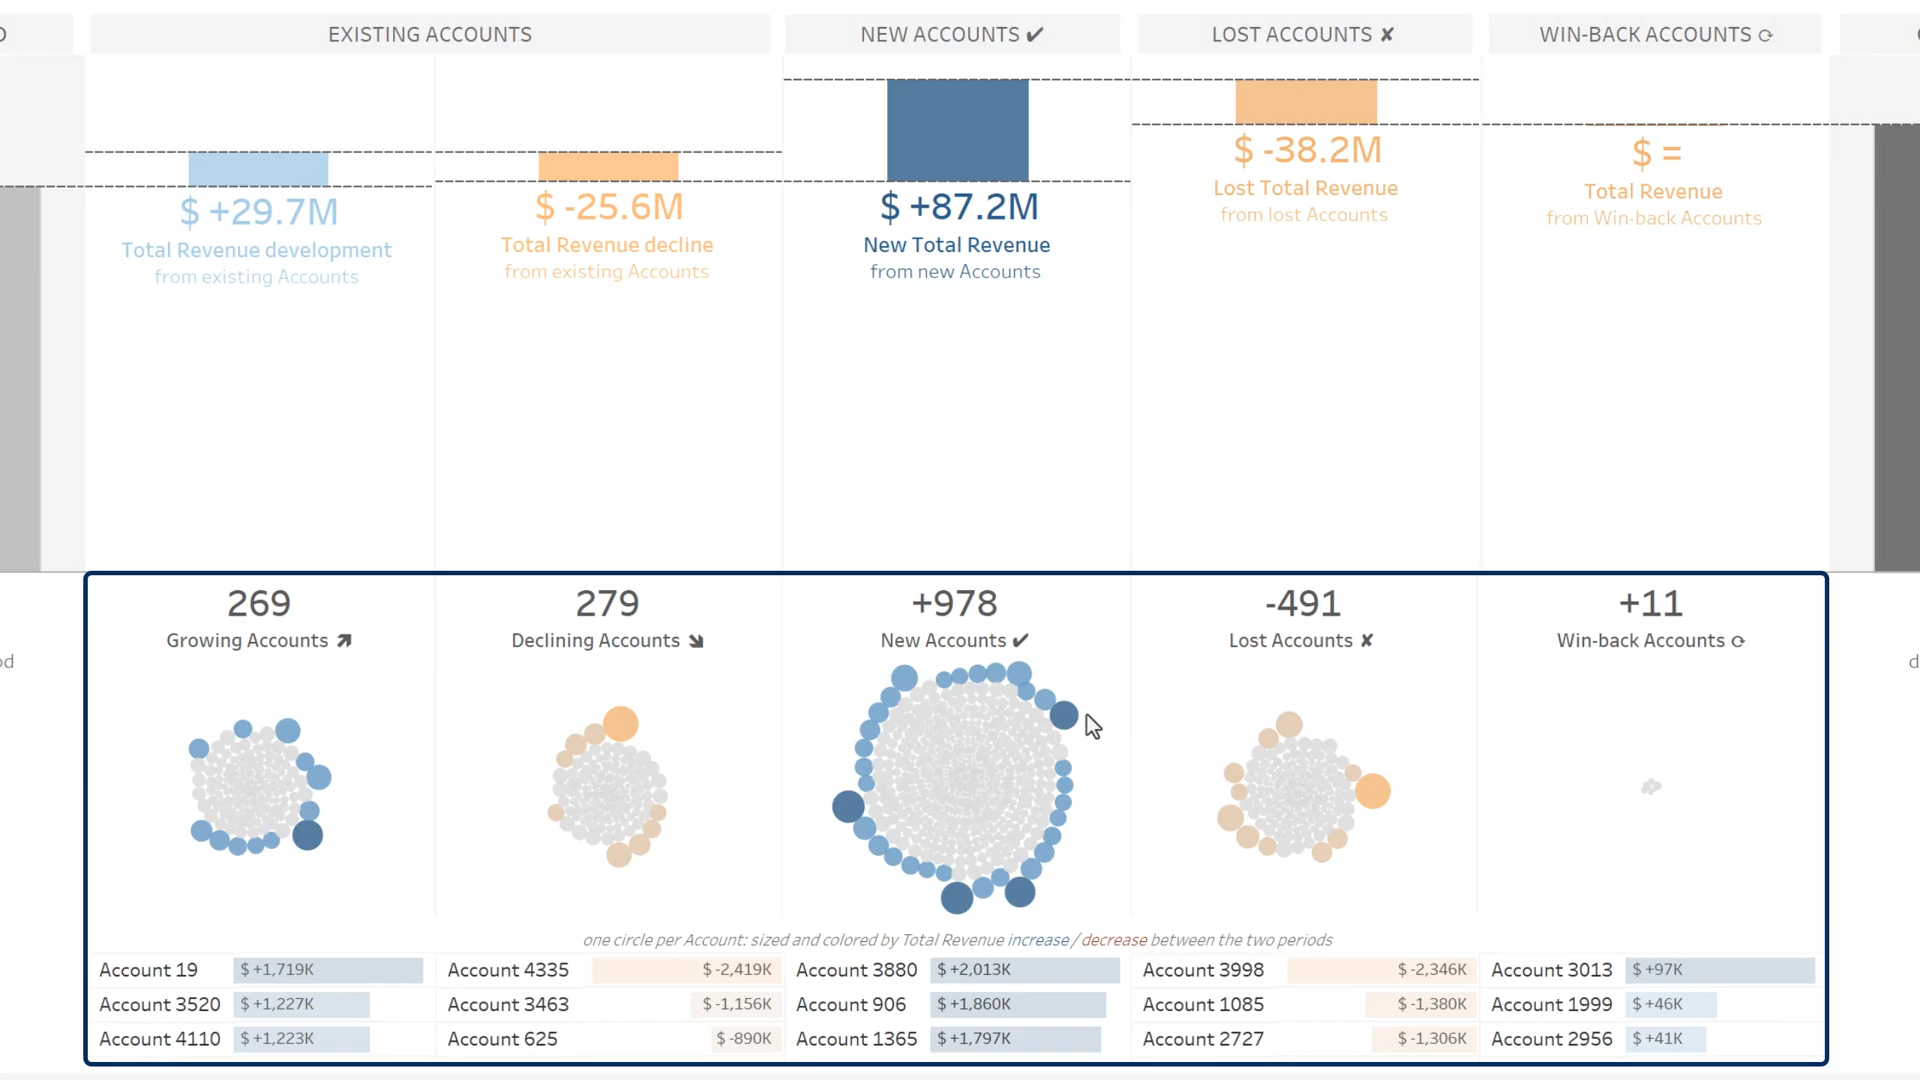 EXISTING ACCOUNTS
NEW ACCOUNTS ✔
LOST ACCOUNTS ✘
WIN-BACK ACCOUNTS ⟳
$ +29.7M
Total Revenue development
from existing Accounts
$ -25.6M
Total Revenue decline
from existing Accounts
$ +87.2M
New Total Revenue
from new Accounts
$ -38.2M
Lost Total Revenue
from lost Accounts
$ =
Total Revenue
from Win-back Accounts
269
Growing Accounts 🡭
279
Declining Accounts 🡮
+978
New Accounts ✔
-491
Lost Accounts ✘
+11
Win-back Accounts ⟳
od
d
one circle per Account: sized and colored by Total Revenue increase / decrease between the two periods
Account 19 $ +1,719K
Account 3520 $ +1,227K
Account 4110 $ +1,223K
Account 4335 $ -2,419K
Account 3463 $ -1,156K
Account 625 $ -890K
Account 3880 $ +2,013K
Account 906 $ +1,860K
Account 1365 $ +1,797K
Account 3998 $ -2,346K
Account 1085 $ -1,380K
Account 2727 $ -1,306K
Account 3013 $ +97K
Account 1999 $ +46K
Account 2956 $ +41K